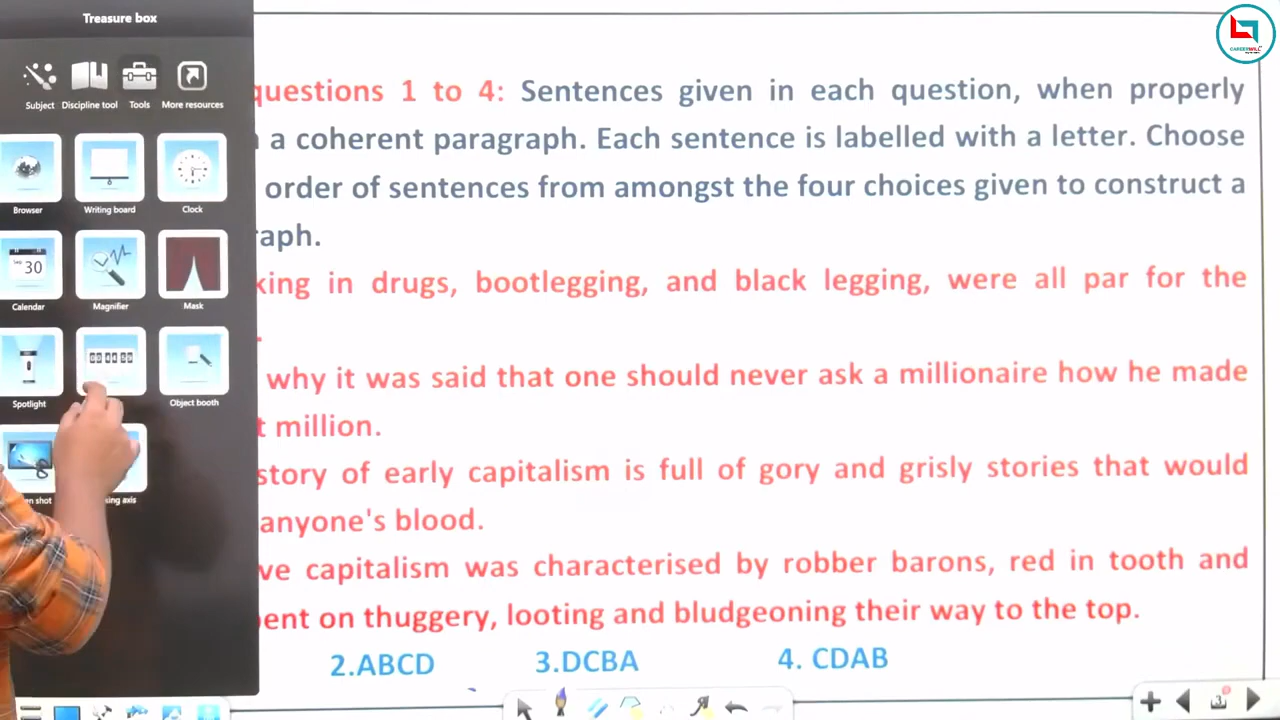 Treasure box
Subject Discipline tool Tools More resources
Browser Writing board Clock
SEP 30
Calendar Magnifier Mask
Spotlight Object booth
questions 1 to 4: Sentences given in each question, when properly
a coherent paragraph. Each sentence is labelled with a letter. Choose
order of sentences from amongst the four choices given to construct a
in drugs, bootlegging, and black legging, were all par for the
why it was said that one should never ask a millionaire how he made
million.
of early capitalism is full of gory and grisly stories that would
anyone's blood.
capitalism was characterised by robber barons, red in tooth and
on thuggery, looting and bludgeoning their way to the top.
shot axis
2.ABCD 3.DCBA 4. CDAB
3